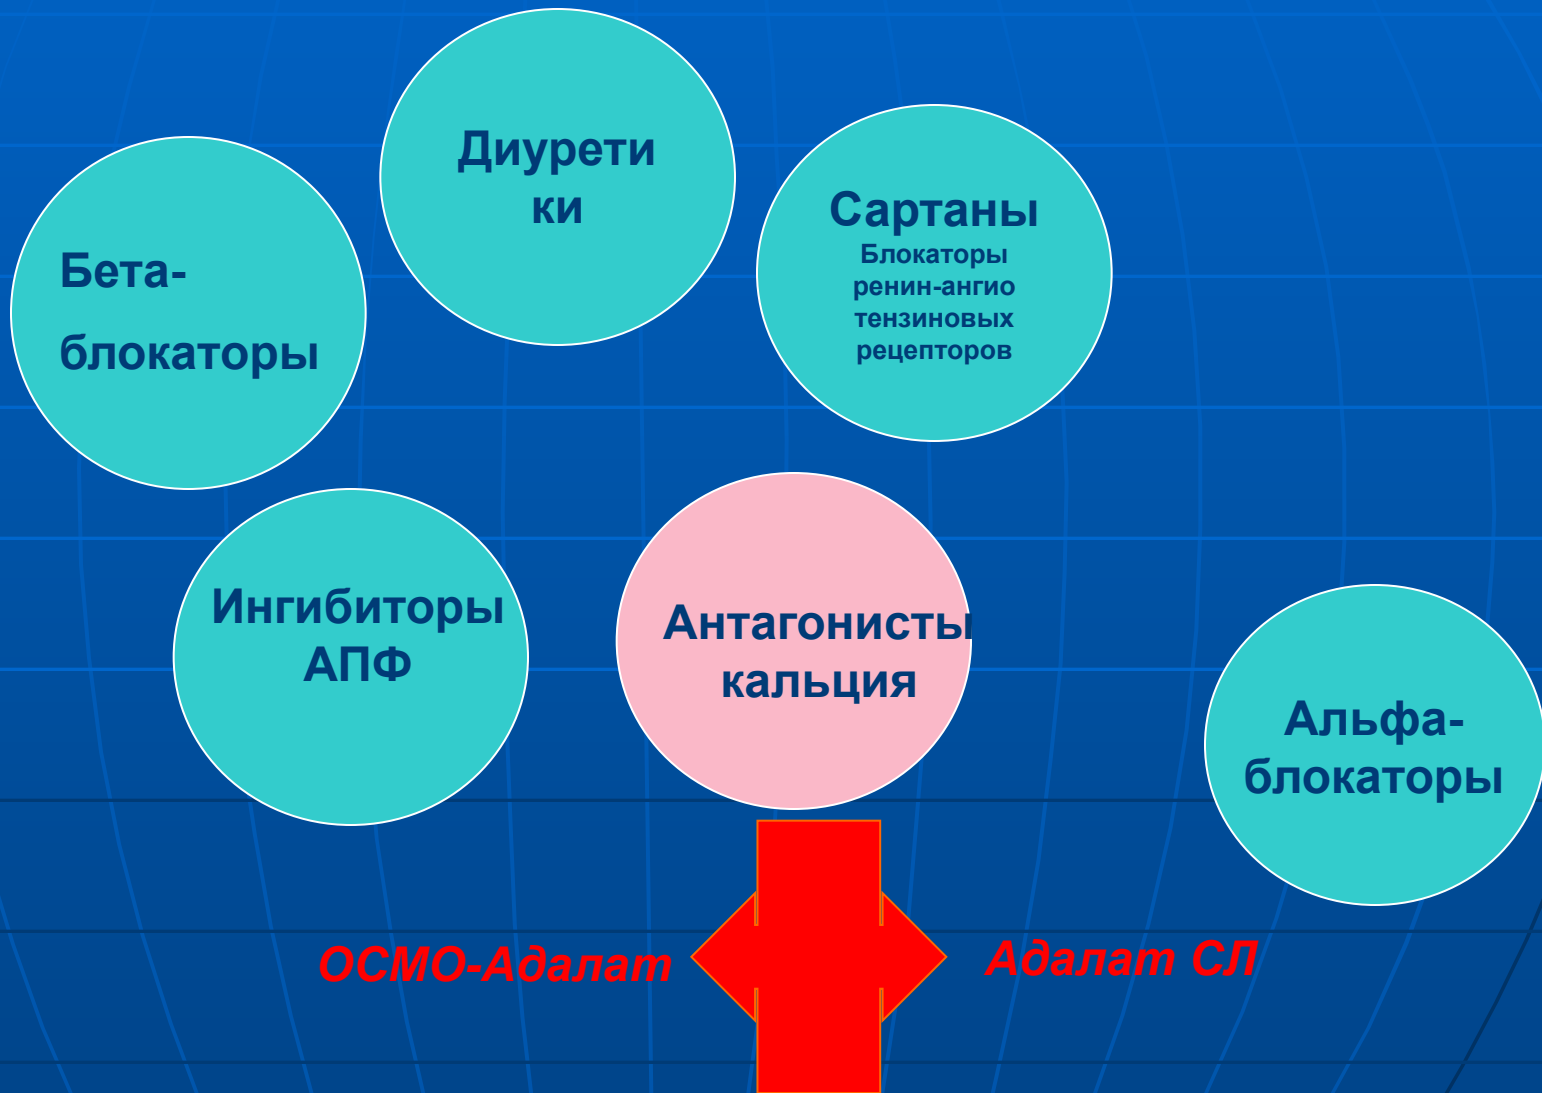 Диурети
ки
Сартаны
Блокаторы
ренин-ангио
тензиновых
рецепторов
Бета-
блокаторы
Ингибиторы
АПФ
Антагонисты
кальция
Альфа-
блокаторы
ОСМО-Адалат
Адалат СЛ